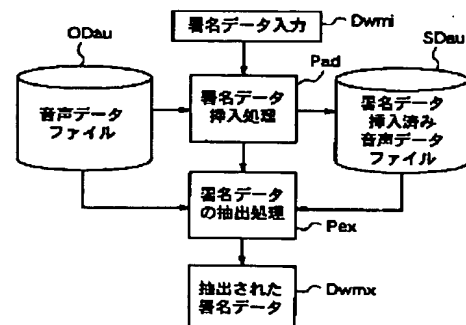 署名データ入力
Dwmi
ODau
音声データ
ファイル
Pad
署名データ
挿入処理
SDau
署名データ
挿入済み
音声データ
ファイル
署名データ
の抽出処理
Pex
抽出された
署名データ
Dwmx